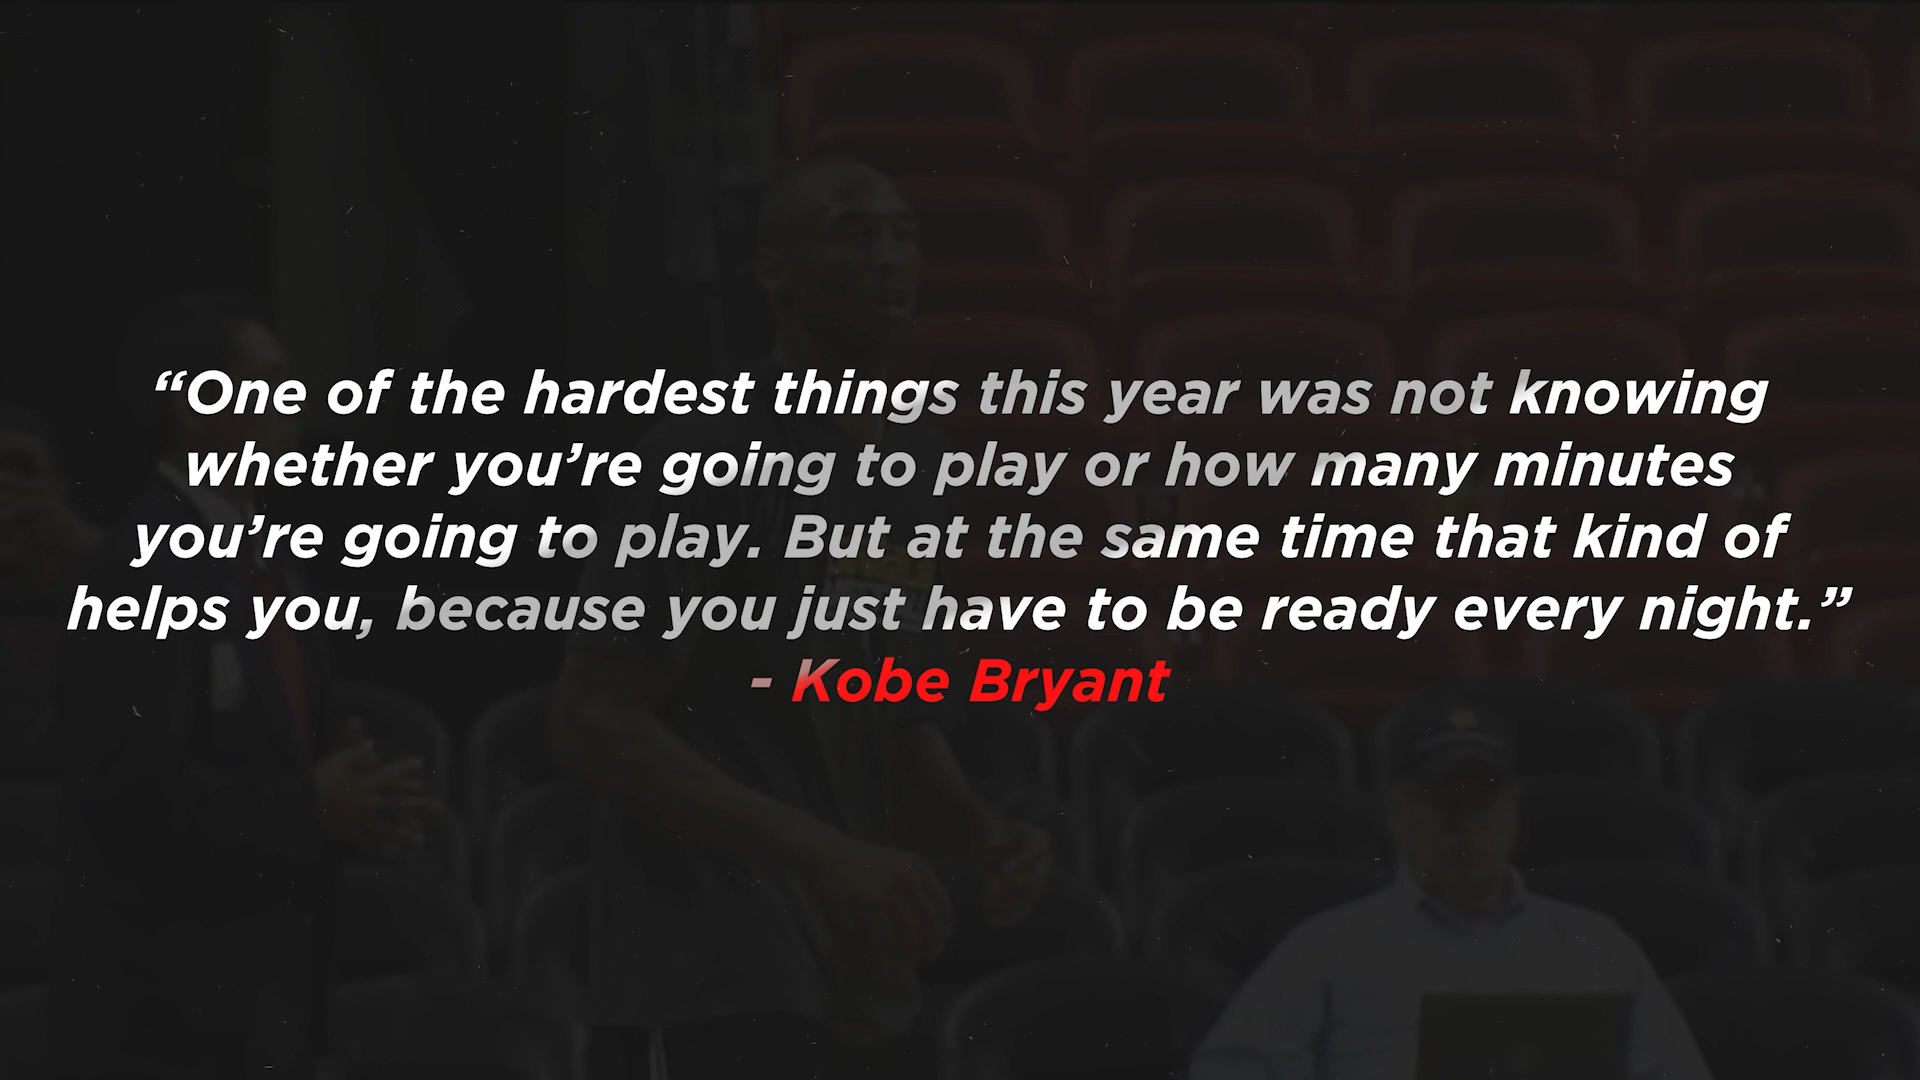 “One of the hardest things this year was not knowing
whether you’re going to play or how many minutes
you’re going to play. But at the same time that kind of
helps you, because you just have to be ready every night.”
- Kobe Bryant